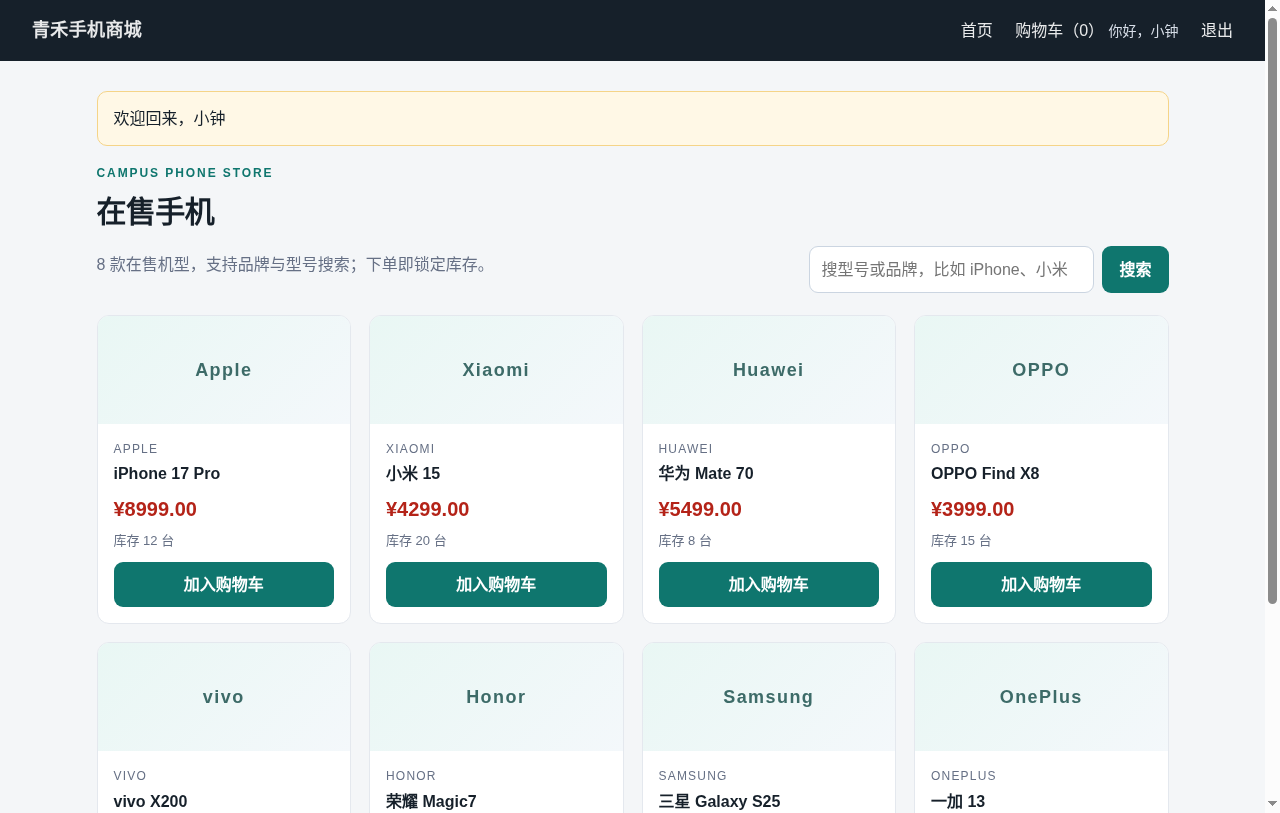 青禾手机商城
首页 购物车（0） 你好，小钟 退出
欢迎回来，小钟
CAMPUS PHONE STORE
在售手机
8 款在售机型，支持品牌与型号搜索；下单即锁定库存。
搜型号或品牌，比如 iPhone、小米 搜索
Apple Xiaomi Huawei OPPO
APPLE XIAOMI HUAWEI OPPO
iPhone 17 Pro 小米 15 华为 Mate 70 OPPO Find X8
¥8999.00 ¥4299.00 ¥5499.00 ¥3999.00
库存 12 台 库存 20 台 库存 8 台 库存 15 台
加入购物车 加入购物车 加入购物车 加入购物车
vivo Honor Samsung OnePlus
VIVO HONOR SAMSUNG ONEPLUS
vivo X200 荣耀 Magic7 三星 Galaxy S25 一加 13